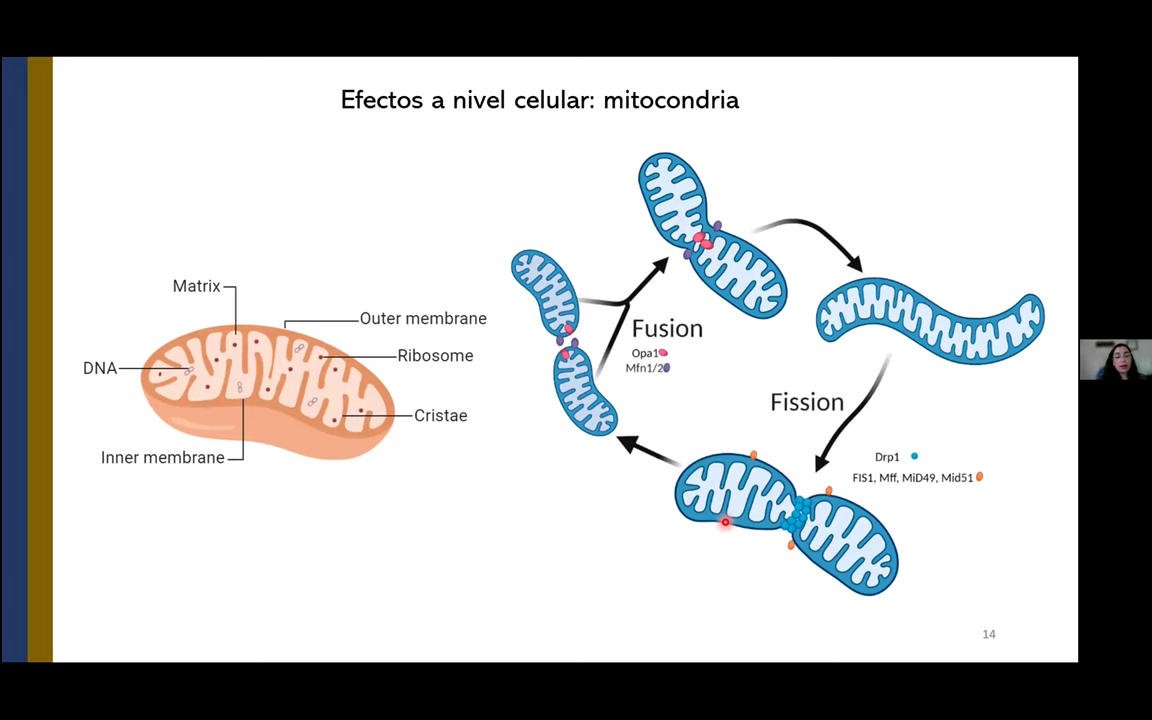 Efectos a nivel celular: mitocondria
Matrix
Outer membrane
DNA
Ribosome
Cristae
Inner membrane
Fusion
Opa1
Mfn1/2
Fission
Drp1
FIS1, Mff, MiD49, Mid51
14